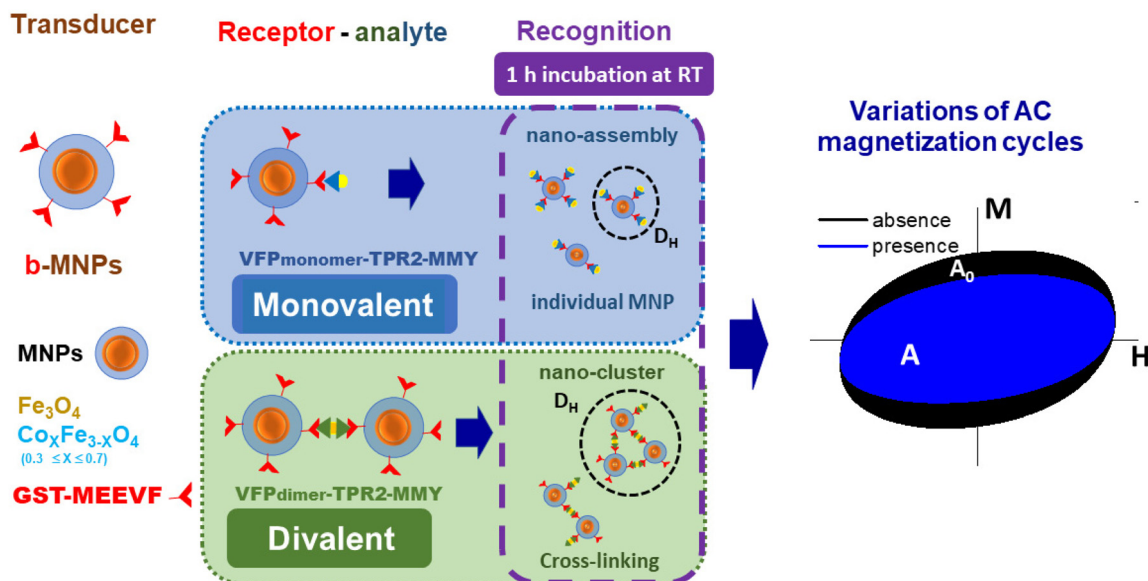 Transducer
b-MNPs
MNPs
Fe₃O₄
CoₓFe₃₋ₓO₄
(0.3 ≤X≤0.7)
GST-MEEVF
Receptor - analyte
VFPmonomer-TPR2-MMY
Monovalent
VFPdimer-TPR2-MMY
Divalent
Recognition
1 h incubation at RT
nano-assembly
D_H
individual MNP
nano-cluster
D_H
Cross-linking
Variations of AC
magnetization cycles
M
absence
presence
A₀
A
H